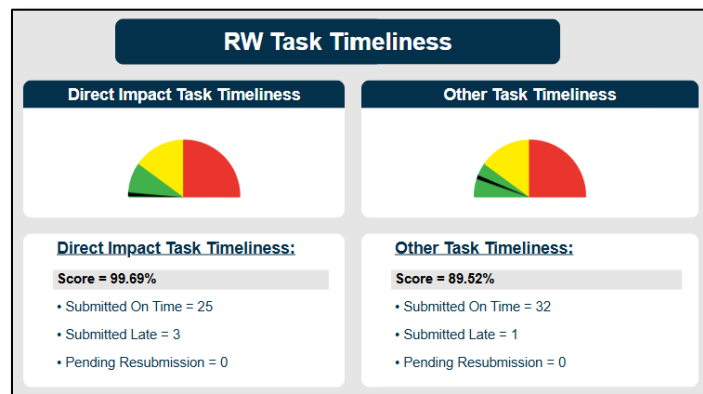 RW Task Timeliness
Direct Impact Task Timeliness
Other Task Timeliness
Direct Impact Task Timeliness:
Score = 99.69%
• Submitted On Time = 25
• Submitted Late = 3
• Pending Resubmission = 0
Other Task Timeliness:
Score = 89.52%
• Submitted On Time = 32
• Submitted Late = 1
• Pending Resubmission = 0